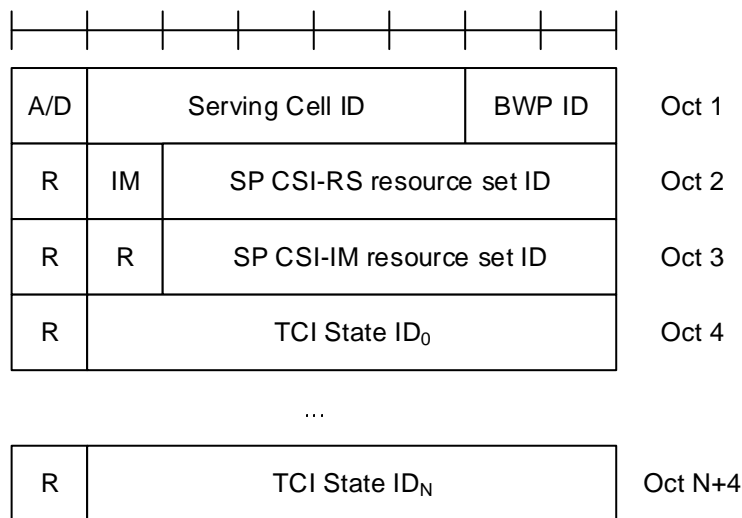 A/D Serving Cell ID BWP ID Oct 1
R IM SP CSI-RS resource set ID Oct 2
R R SP CSI-IM resource set ID Oct 3
R TCI State ID₀ Oct 4
...
R TCI State IDN Oct N+4